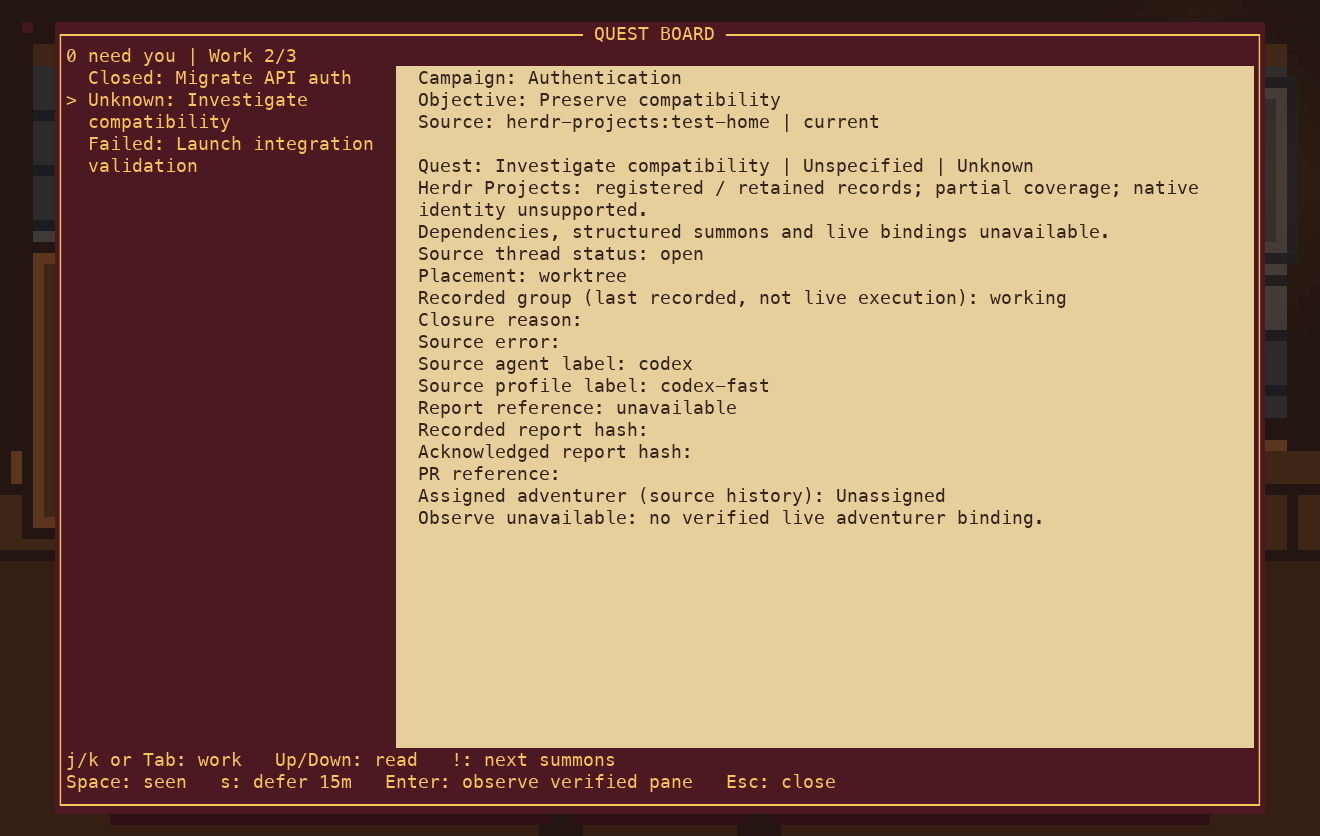 QUEST BOARD
0 need you | Work 2/3
Closed: Migrate API auth
> Unknown: Investigate
compatibility
Failed: Launch integration
validation
Campaign: Authentication
Objective: Preserve compatibility
Source: herdr-projects:test-home | current
Quest: Investigate compatibility | Unspecified | Unknown
Herdr Projects: registered / retained records; partial coverage; native
identity unsupported.
Dependencies, structured summons and live bindings unavailable.
Source thread status: open
Placement: worktree
Recorded group (last recorded, not live execution): working
Closure reason:
Source error:
Source agent label: codex
Source profile label: codex-fast
Report reference: unavailable
Recorded report hash:
Acknowledged report hash:
PR reference:
Assigned adventurer (source history): Unassigned
Observe unavailable: no verified live adventurer binding.
j/k or Tab: work   Up/Down: read   !: next summons
Space: seen   s: defer 15m   Enter: observe verified pane   Esc: close